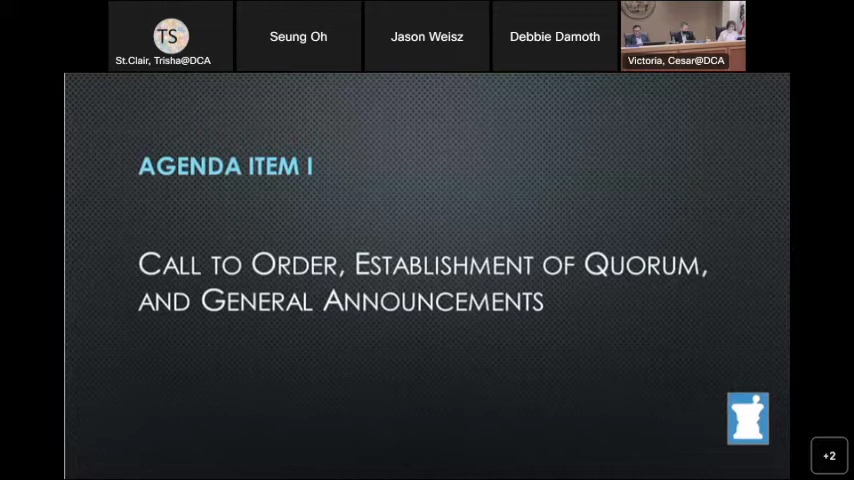 TS
St.Clair, Trisha@DCA
Seung Oh
Jason Weisz
Debbie Damoth
Victoria, Cesar@DCA
AGENDA ITEM I
CALL TO ORDER, ESTABLISHMENT OF QUORUM,
AND GENERAL ANNOUNCEMENTS
+2